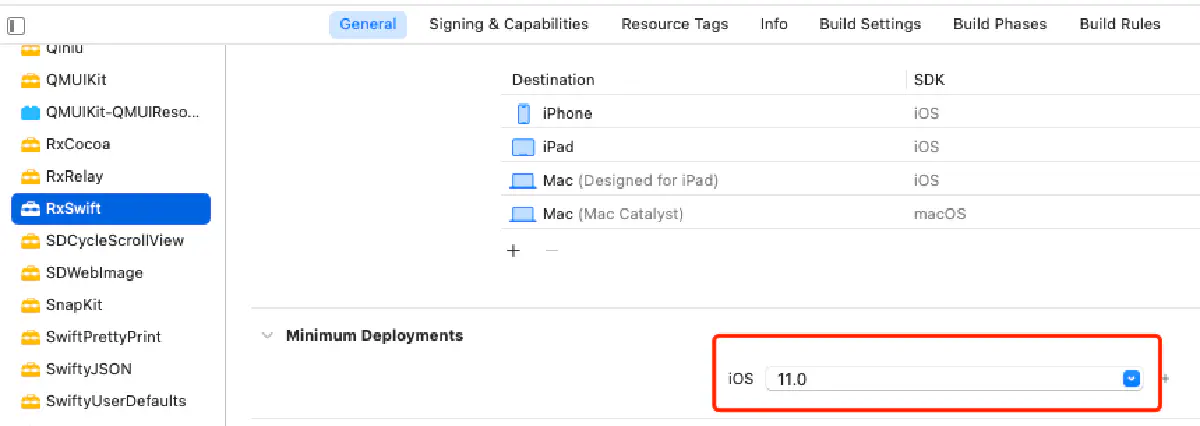 General Signing & Capabilities Resource Tags Info Build Settings Build Phases Build Rules
Qiniu
QMUIKit
QMUIKit-QMUIReso...
RxCocoa
RxRelay
RxSwift
SDCycleScrollView
SDWebImage
SnapKit
SwiftPrettyPrint
SwiftyJSON
SwiftyUserDefaults
Destination SDK
iPhone iOS
iPad iOS
Mac (Designed for iPad) iOS
Mac (Mac Catalyst) macOS
Minimum Deployments
iOS 11.0